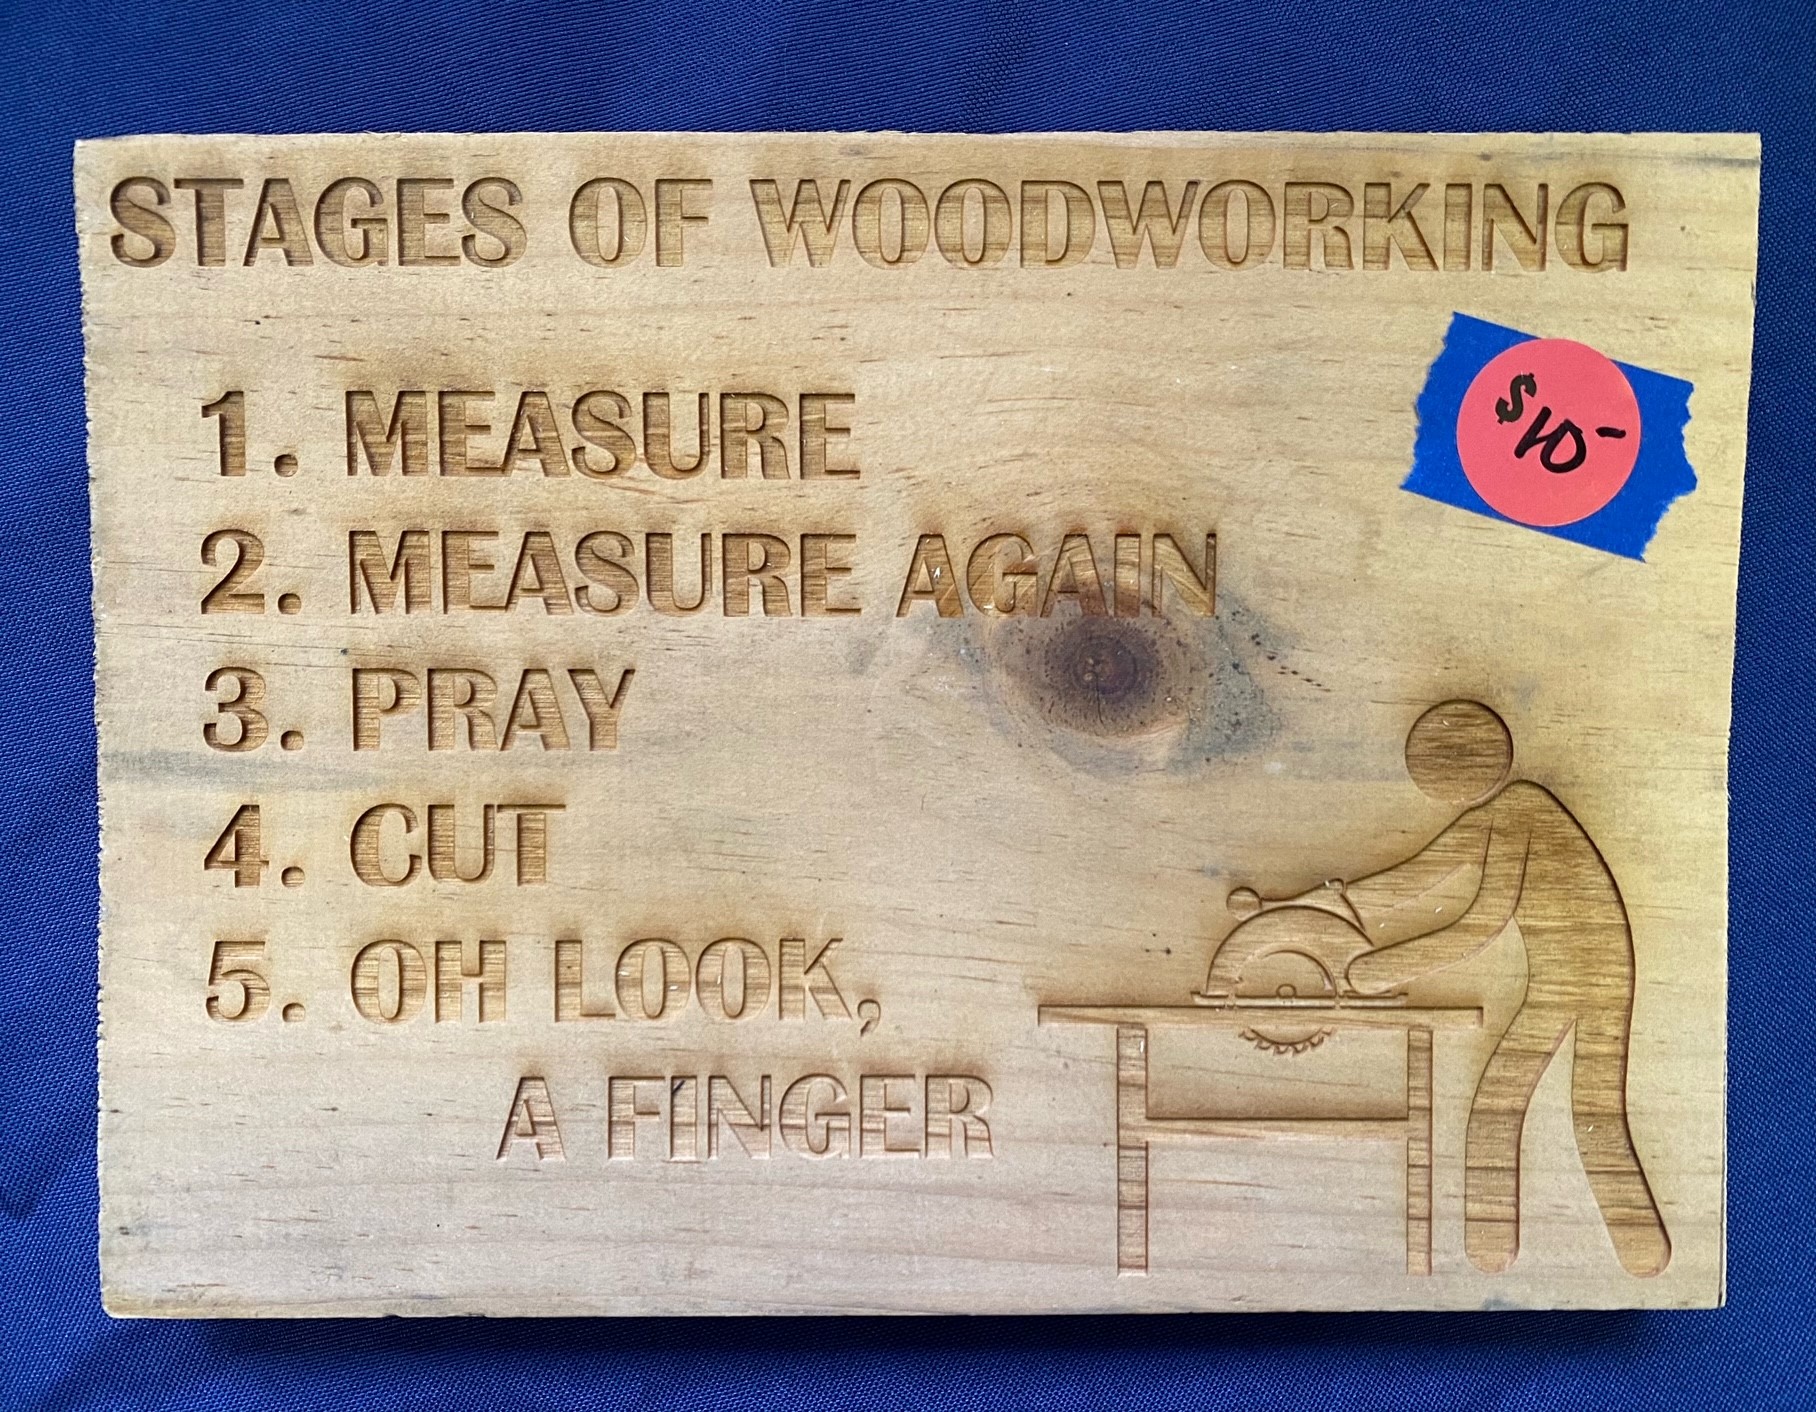 STAGES OF WOODWORKING
$10-
1. MEASURE
2. MEASURE AGAIN
3. PRAY
4. CUT
5. OH LOOK,
A FINGER